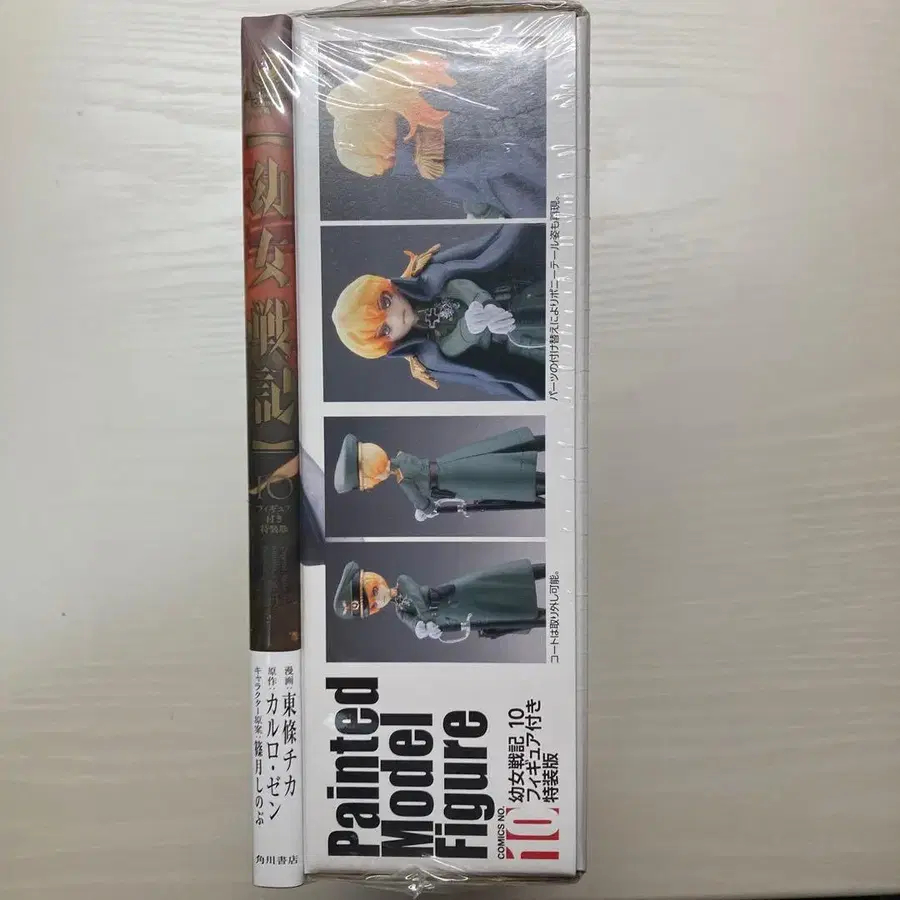 【幼女戦記】
10
フィギュア
付き
特装版
漫画：東條チカ
原作：カルロ・ゼン
キャラクター原案：篠月しのぶ
角川書店
パーツの付け替えによりポニーテール姿も再現。
コートは取り外し可能。
Painted
Model
Figure
COMICS NO.
10
幼女戦記 10
フィギュア付き
特装版